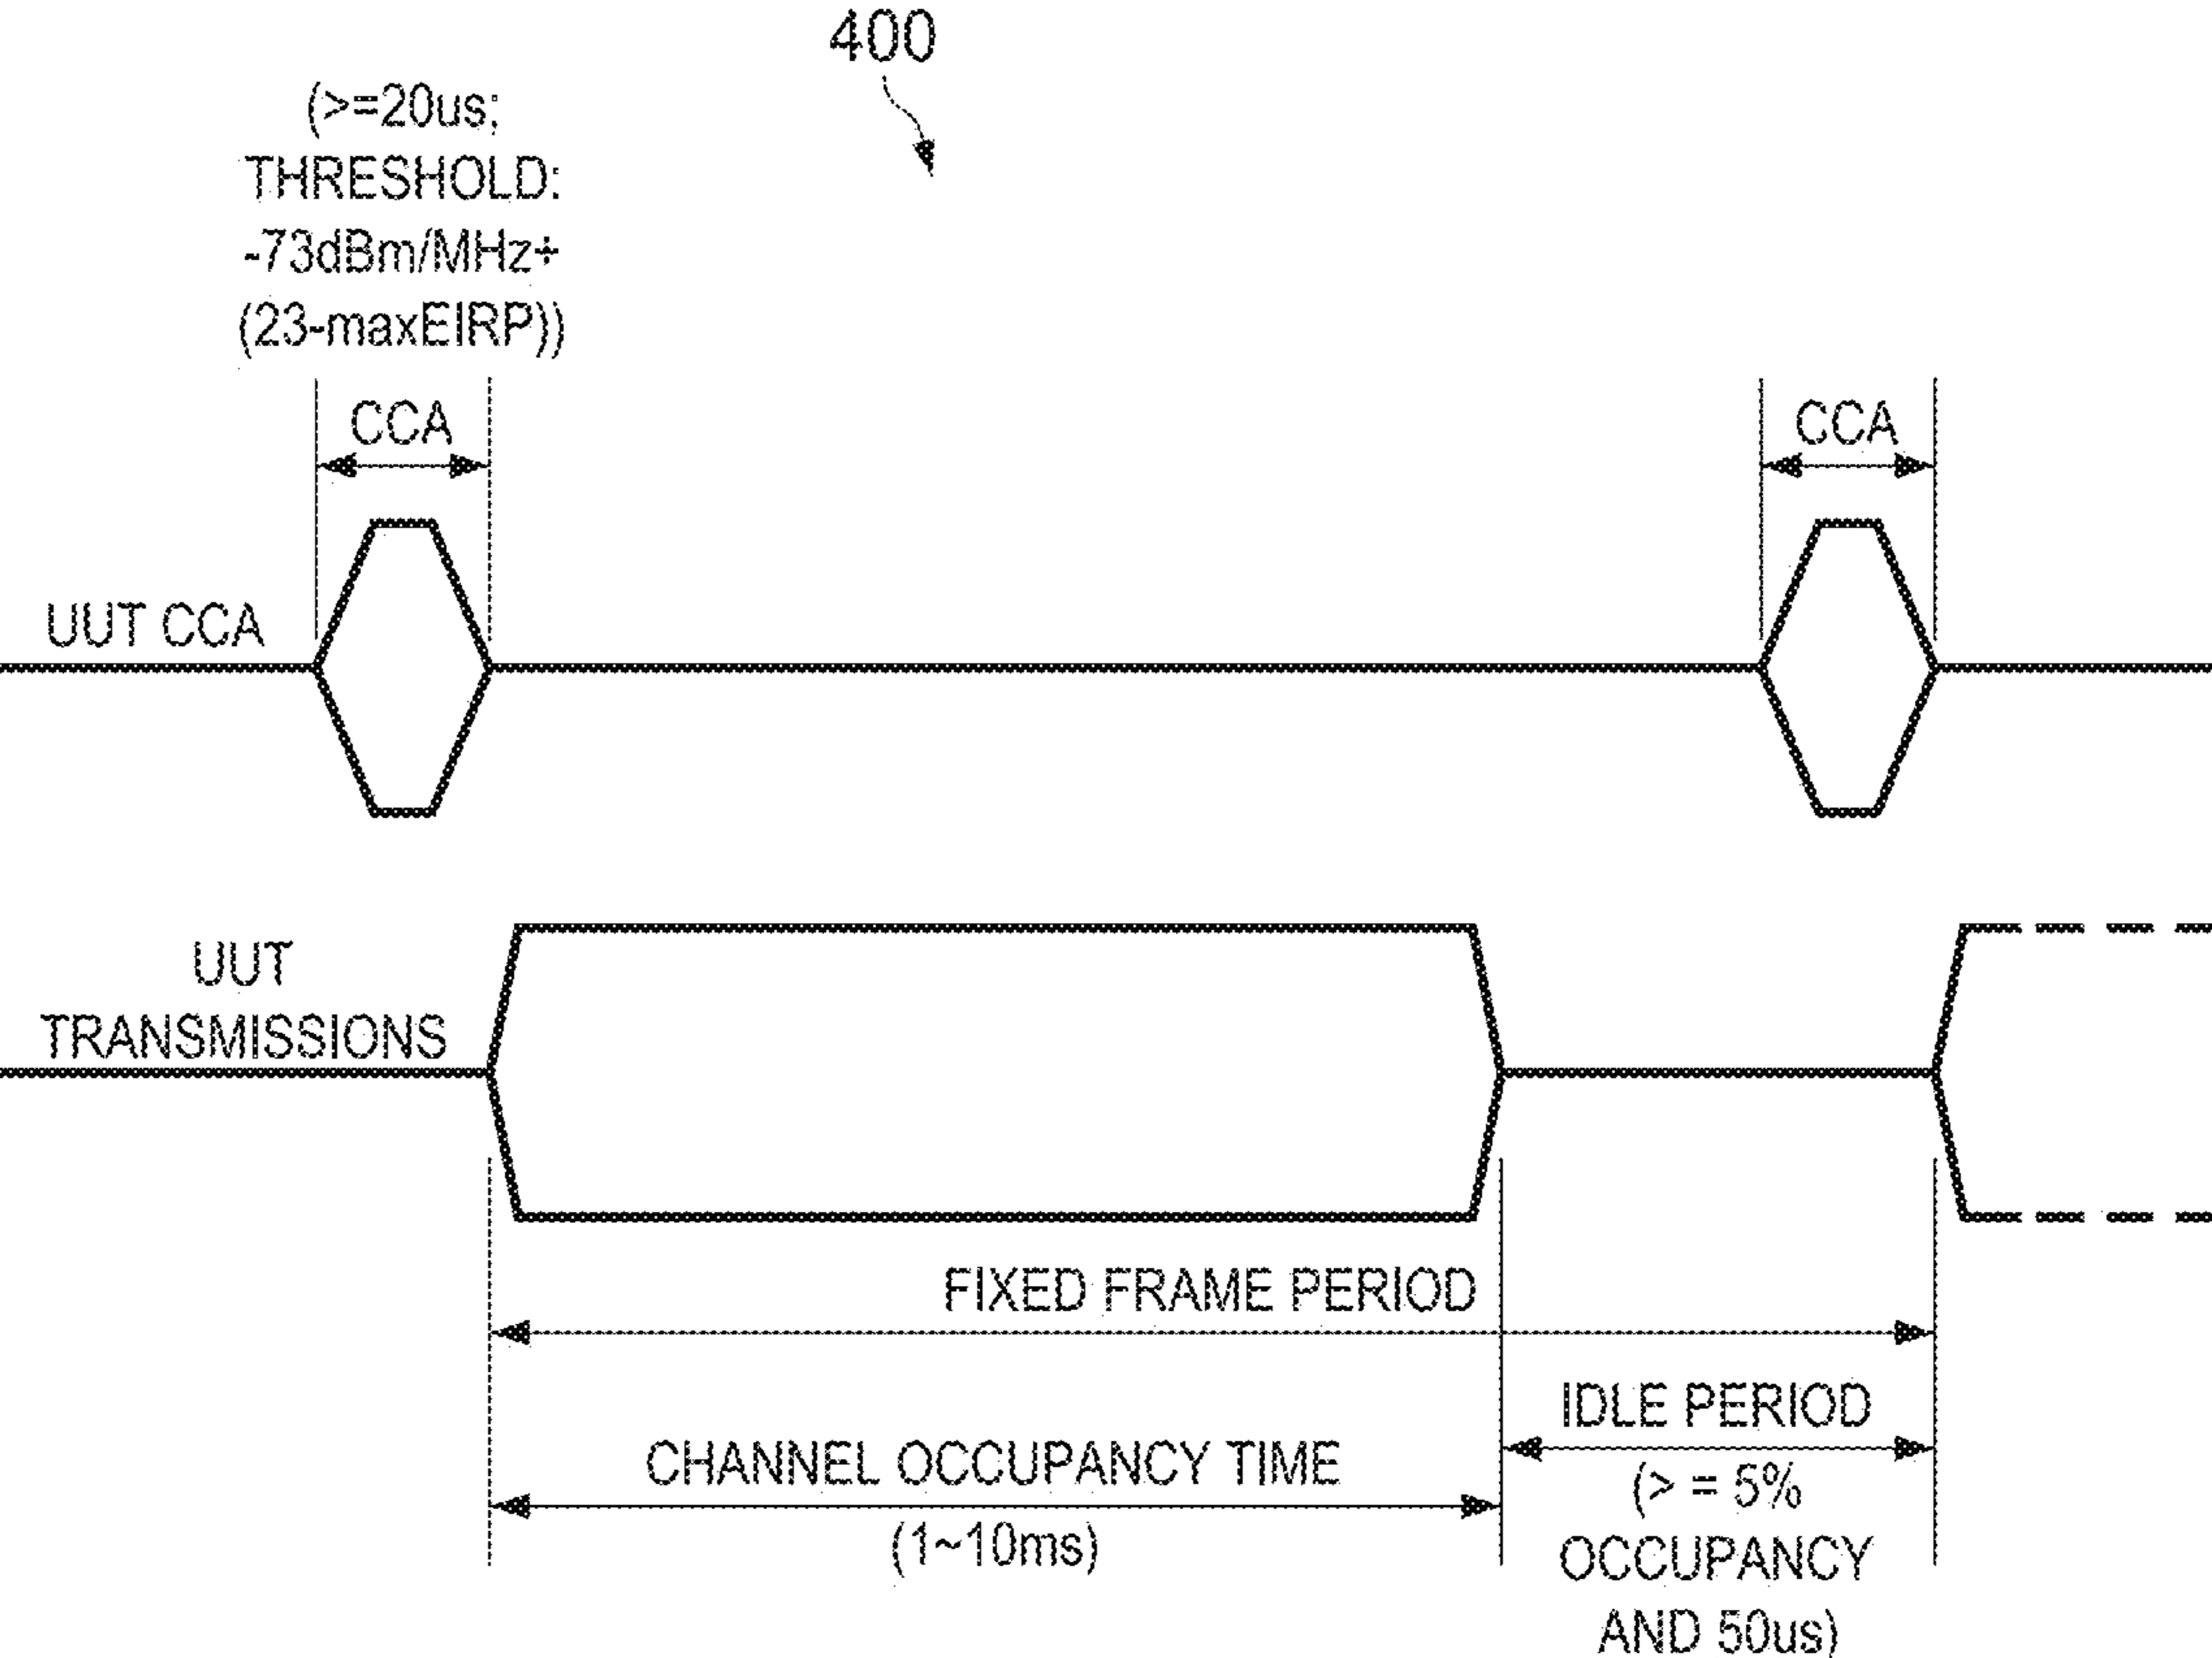 400
(>=20us;
THRESHOLD:
-73dBm/MHz+
(23-maxEIRP))
CCA
CCA
UUT CCA
UUT
TRANSMISSIONS
FIXED FRAME PERIOD
IDLE PERIOD
(> = 5%
OCCUPANCY
AND 50us)
CHANNEL OCCUPANCY TIME
(1~10ms)